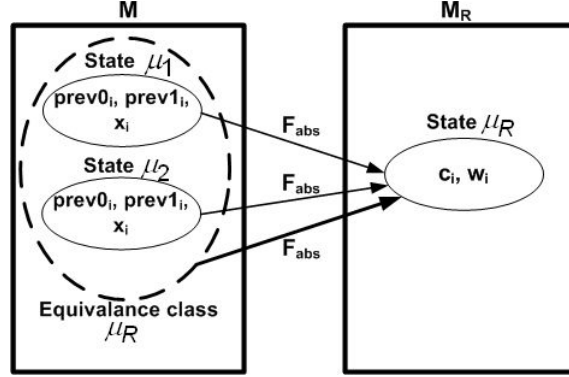 M
M_R
State μ1
prev0_i, prev1_i,
x_i
F_abs
State μ_R
State μ2
F_abs
c_i, w_i
prev0_i, prev1_i,
x_i
F_abs
Equivalance class
μ_R